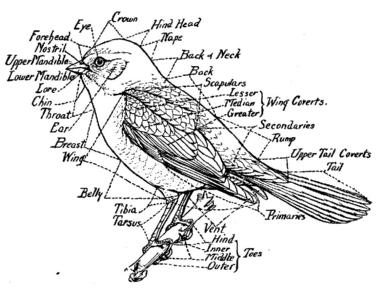 Crown
Eye
Hind Head
Forehead
Nape
Nostril
Upper Mandible
Back & Neck
Lower Mandible
Back
Scapulars
Lore
Lesser
Chin
Median
Wing Coverts.
Throat
Greater
Ear
Secondaries
Breast
Rump
Wing
Upper Tail Coverts
Tail
Belly
Tibia
Primaries
Tarsus
Vent
Hind
Inner
Toes
Middle
Outer